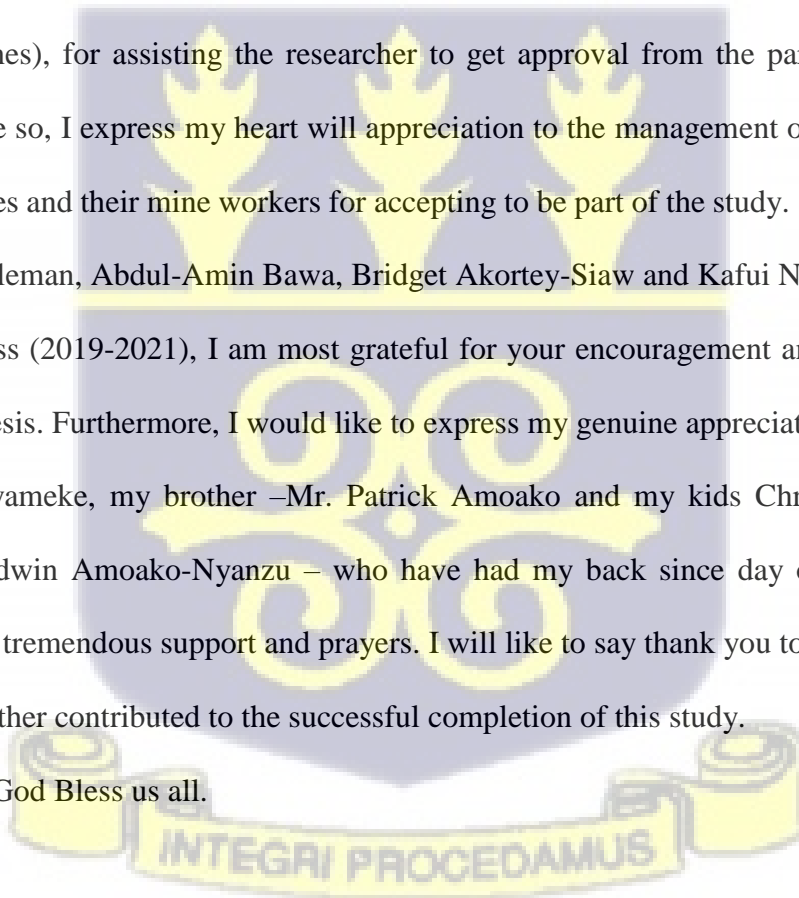 nes), for assisting the researcher to get approval from the par
e so, I express my heart will appreciation to the management o
es and their mine workers for accepting to be part of the study.
leman, Abdul-Amin Bawa, Bridget Akortey-Siaw and Kafui N
ss (2019-2021), I am most grateful for your encouragement an
esis. Furthermore, I would like to express my genuine appreciat
yameke, my brother –Mr. Patrick Amoako and my kids Chr
dwin Amoako-Nyanzu – who have had my back since day o
tremendous support and prayers. I will like to say thank you to
ther contributed to the successful completion of this study.
God Bless us all.
INTEGRI PROCEDAMUS